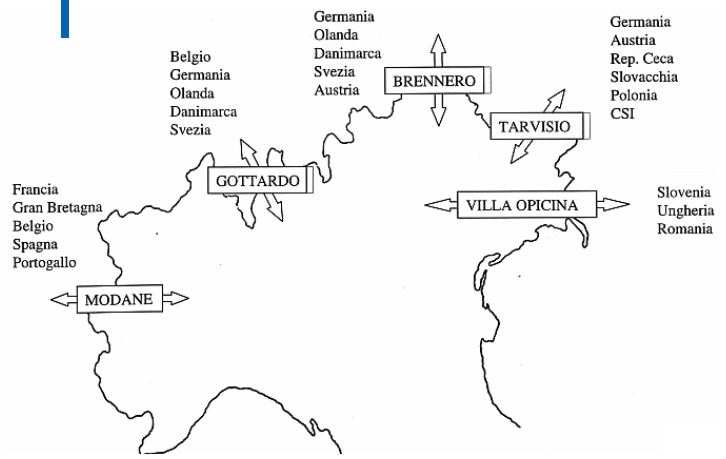 Germania
Olanda
Danimarca
Svezia
Austria
BRENNERO
Germania
Austria
Rep. Ceca
Slovacchia
Polonia
CSI
TARVISIO
Belgio
Germania
Olanda
Danimarca
Svezia
GOTTARDO
Francia
Gran Bretagna
Belgio
Spagna
Portogallo
MODANE
VILLA OPICINA
Slovenia
Ungheria
Romania